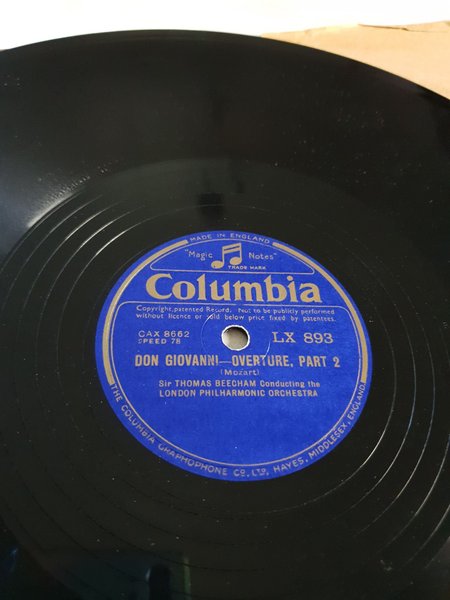 MADE IN ENGLAND
"Magic Notes"
TRADE MARK
Columbia
Copyright, patented Record. Not to be publicly performed
without licence or sold below price fixed by patentees.
CAX 8662
SPEED 78
LX 893
DON GIOVANNI—OVERTURE, PART 2
(Mozart)
Sir THOMAS BEECHAM Conducting the
LONDON PHILHARMONIC ORCHESTRA
THE COLUMBIA GRAPHOPHONE CO. LTD., HAYES, MIDDLESEX, ENGLAND.